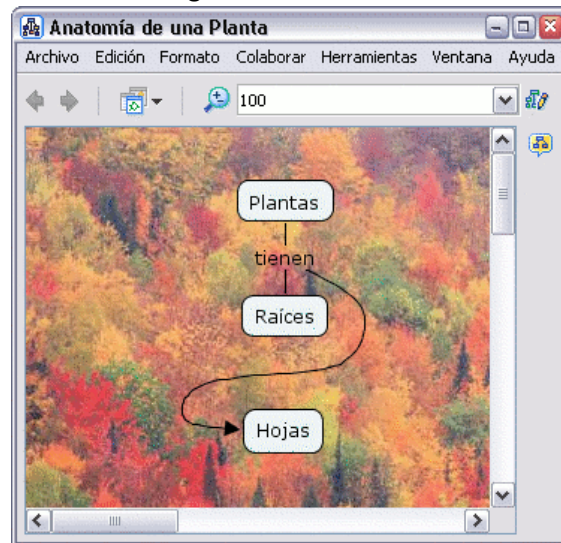 Anatomía de una Planta
Archivo Edición Formato Colaborar Herramientas Ventana Ayuda
100
Plantas
tienen
Raíces
Hojas